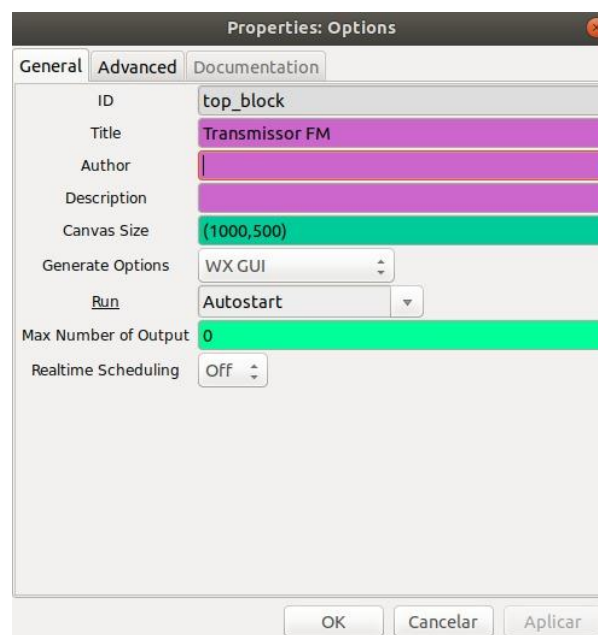 Properties: Options
General Advanced Documentation
ID top_block
Title Transmissor FM
Author
Description
Canvas Size (1000,500)
Generate Options WX GUI
Run Autostart
Max Number of Output 0
Realtime Scheduling Off
OK Cancelar Aplicar